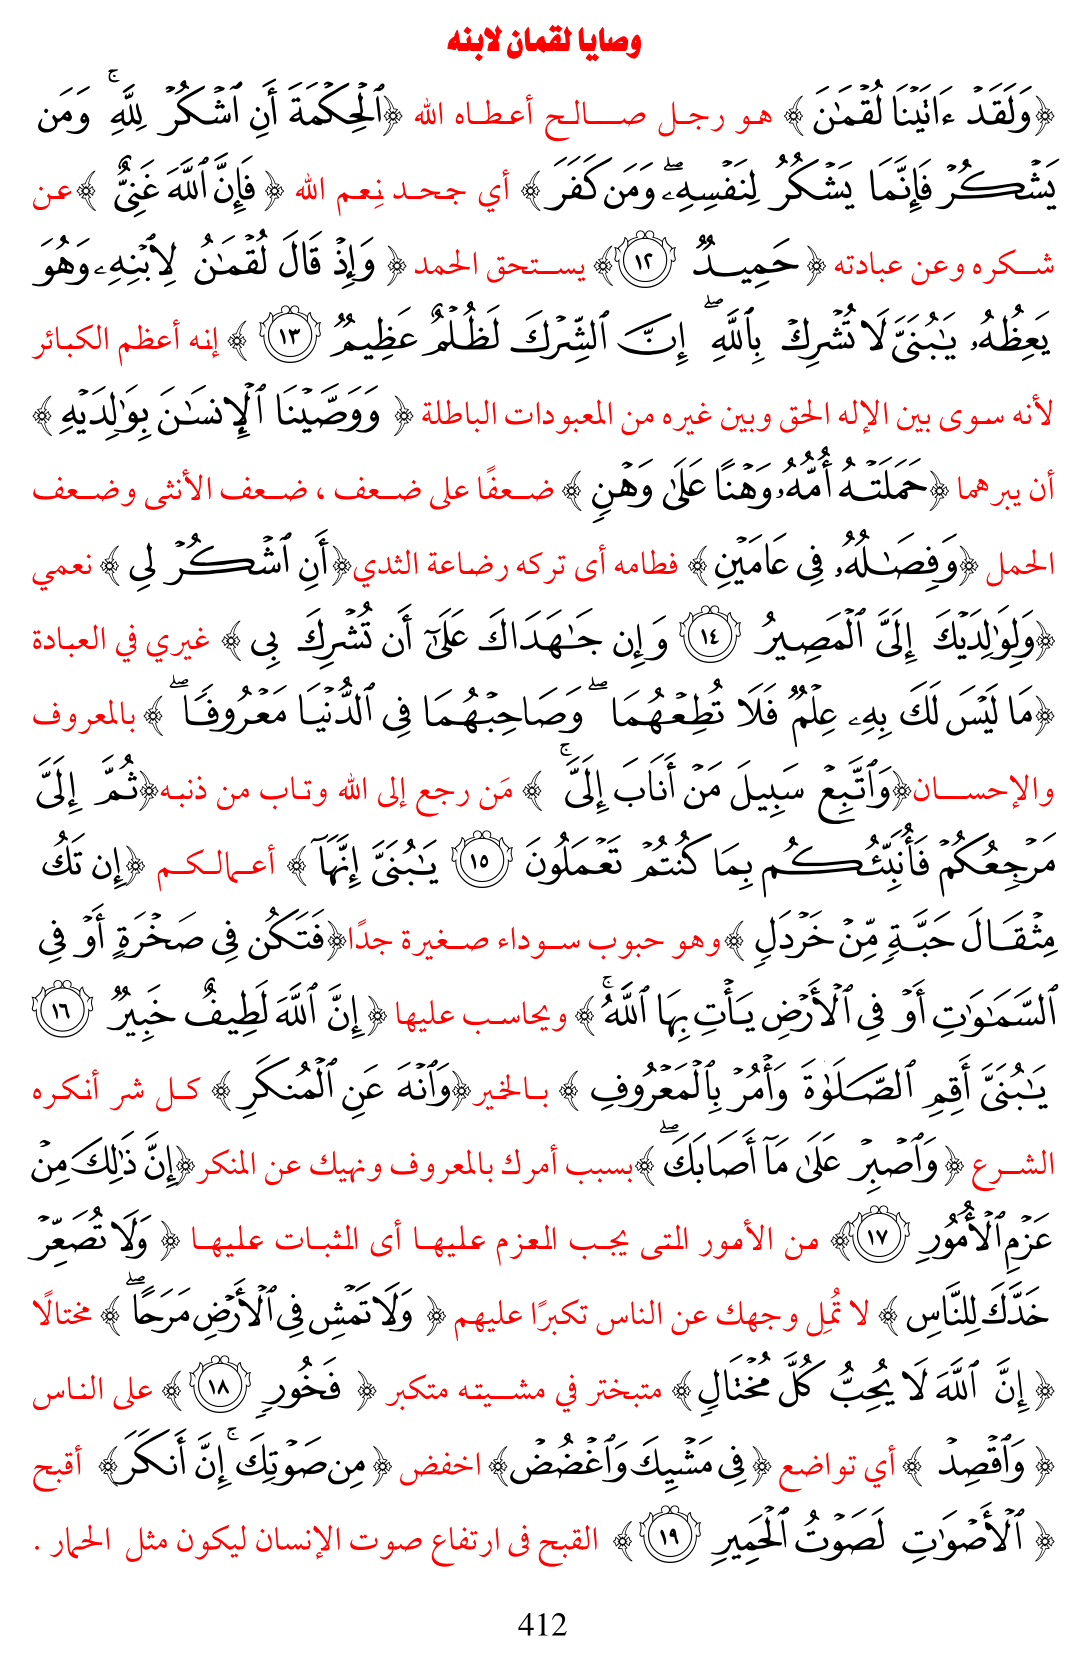 وصايا لقمان لابنه
﴿وَلَقَدۡ ءَاتَيۡنَا لُقۡمَٰنَ ﴾ هو رجل صالح أعطاه الله ﴿ٱلۡحِكۡمَةَ أَنِ ٱشۡكُرۡ لِلَّهِۚ وَمَن
يَشۡكُرۡ فَإِنَّمَا يَشۡكُرُ لِنَفۡسِهِۦۖ وَمَن كَفَرَ ﴾ أي جحد نِعم الله ﴿ فَإِنَّ ٱللَّهَ غَنِيٌّ ﴾ عن
شكره وعن عبادته ﴿ حَمِيدٞ ١٢﴾ يستحق الحمد ﴿ وَإِذۡ قَالَ لُقۡمَٰنُ لِٱبۡنِهِۦ وَهُوَ
يَعِظُهُۥ يَٰبُنَيَّ لَا تُشۡرِكۡ بِٱللَّهِۖ إِنَّ ٱلشِّرۡكَ لَظُلۡمٌ عَظِيمٞ ١٣ ﴾ إنه أعظم الكبائر
لأنه سوى بين الإله الحق وبين غيره من المعبودات الباطلة ﴿ وَوَصَّيۡنَا ٱلۡإِنسَٰنَ بِوَٰلِدَيۡهِ ﴾
أن يبرهما ﴿حَمَلَتۡهُ أُمُّهُۥ وَهۡنًا عَلَىٰ وَهۡنٖ ﴾ ضعفًا على ضعف ، ضعف الأنثى وضعف
الحمل ﴿وَفِصَٰلُهُۥ فِي عَامَيۡنِ ﴾ فطامه أى تركه رضاعة الثدي ﴿أَنِ ٱشۡكُرۡ لِي ﴾ نعمي
﴿وَلِوَٰلِدَيۡكَ إِلَيَّ ٱلۡمَصِيرُ ١٤ وَإِن جَٰهَدَاكَ عَلَىٰٓ أَن تُشۡرِكَ بِي ﴾ غيري في العبادة
﴿مَا لَيۡسَ لَكَ بِهِۦ عِلۡمٞ فَلَا تُطِعۡهُمَاۖ وَصَاحِبۡهُمَا فِي ٱلدُّنۡيَا مَعۡرُوفٗاۖ ﴾ بالمعروف
والإحسان ﴿وَٱتَّبِعۡ سَبِيلَ مَنۡ أَنَابَ إِلَيَّۚ ﴾ مَن رجع إلى الله وتاب من ذنبه ﴿ثُمَّ إِلَيَّ
مَرۡجِعُكُمۡ فَأُنَبِّئُكُم بِمَا كُنتُمۡ تَعۡمَلُونَ ١٥ يَٰبُنَيَّ إِنَّهَآ ﴾ أعمالكم ﴿إِن تَكُ
مِثۡقَالَ حَبَّةٖ مِّنۡ خَرۡدَلٖ ﴾ وهو حبوب سوداء صغيرة جدًا ﴿فَتَكُن فِي صَخۡرَةٍ أَوۡ فِي
ٱلسَّمَٰوَٰتِ أَوۡ فِي ٱلۡأَرۡضِ يَأۡتِ بِهَا ٱللَّهُۚ ﴾ ويحاسب عليها ﴿ إِنَّ ٱللَّهَ لَطِيفٌ خَبِيرٞ ١٦
يَٰبُنَيَّ أَقِمِ ٱلصَّلَوٰةَ وَأۡمُرۡ بِٱلۡمَعۡرُوفِ ﴾ بالخير ﴿وَٱنۡهَ عَنِ ٱلۡمُنكَرِ ﴾ كل شر أنكره
الشرع ﴿ وَٱصۡبِرۡ عَلَىٰ مَآ أَصَابَكَۖ ﴾ بسبب أمرك بالمعروف ونهيك عن المنكر ﴿إِنَّ ذَٰلِكَ مِنۡ
عَزۡمِ ٱلۡأُمُورِ ١٧﴾ من الأمور التى يجب العزم عليها أى الثبات عليها ﴿ وَلَا تُصَعِّرۡ
خَدَّكَ لِلنَّاسِ ﴾ لا تُمِل وجهك عن الناس تكبرًا عليهم ﴿ وَلَا تَمۡشِ فِي ٱلۡأَرۡضِ مَرَحًاۖ ﴾ مختالًا
﴿ إِنَّ ٱللَّهَ لَا يُحِبُّ كُلَّ مُخۡتَالٖ ﴾ متبختر في مشيته متكبر ﴿ فَخُورٖ ١٨ ﴾ على الناس
﴿ وَٱقۡصِدۡ ﴾ أي تواضع ﴿ فِي مَشۡيِكَ وَٱغۡضُضۡ ﴾ اخفض ﴿ مِن صَوۡتِكَۚ إِنَّ أَنكَرَ ﴾ أقبح
﴿ ٱلۡأَصۡوَٰتِ لَصَوۡتُ ٱلۡحَمِيرِ ١٩ ﴾ القبح فى ارتفاع صوت الإنسان ليكون مثل الحمار .
412